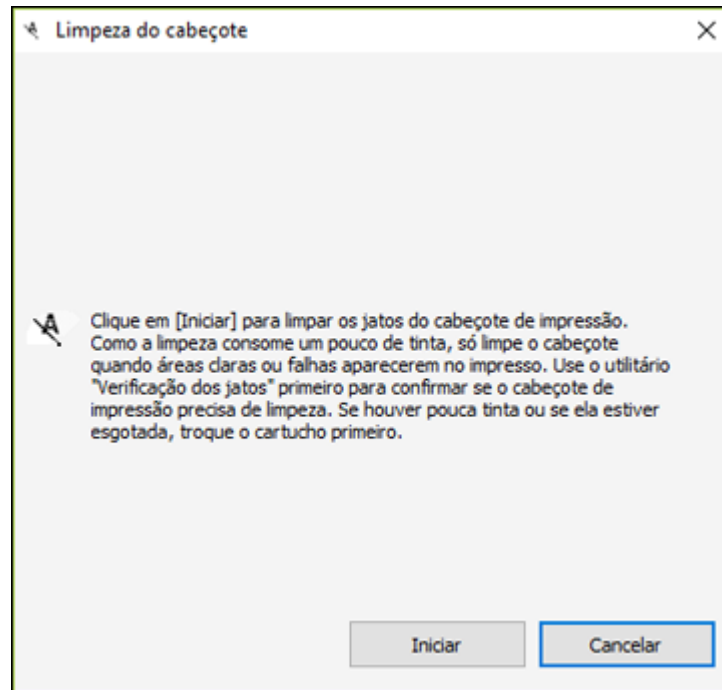 Limpeza do cabeçote
Clique em [Iniciar] para limpar os jatos do cabeçote de impressão.
Como a limpeza consome um pouco de tinta, só limpe o cabeçote
quando áreas claras ou falhas aparecerem no impresso. Use o utilitário
"Verificação dos jatos" primeiro para confirmar se o cabeçote de
impressão precisa de limpeza. Se houver pouca tinta ou se ela estiver
esgotada, troque o cartucho primeiro.
Iniciar
Cancelar